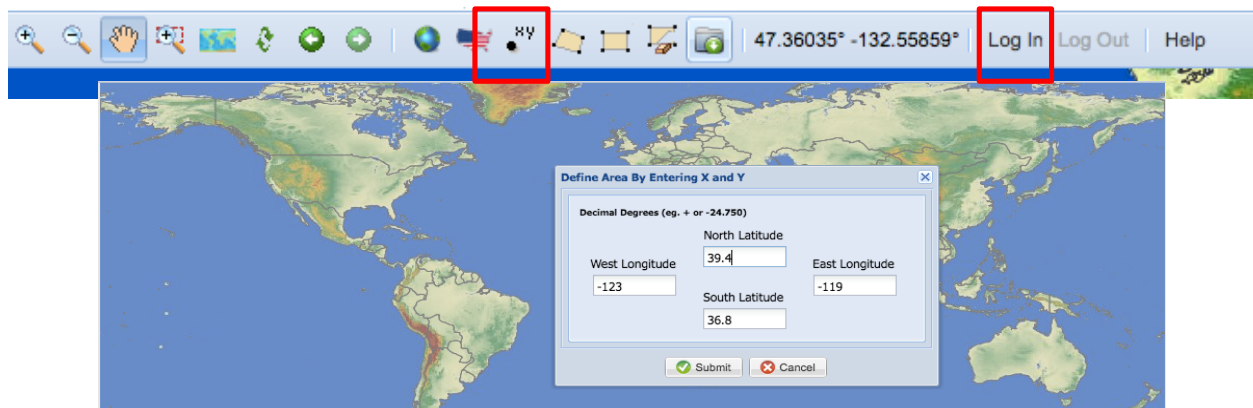 XY 47.36035° -132.55859° Log In Log Out Help
Define Area By Entering X and Y
Decimal Degrees (eg. + or -24.750)
North Latitude
39.4
West Longitude East Longitude
-123 -119
South Latitude
36.8
Submit Cancel